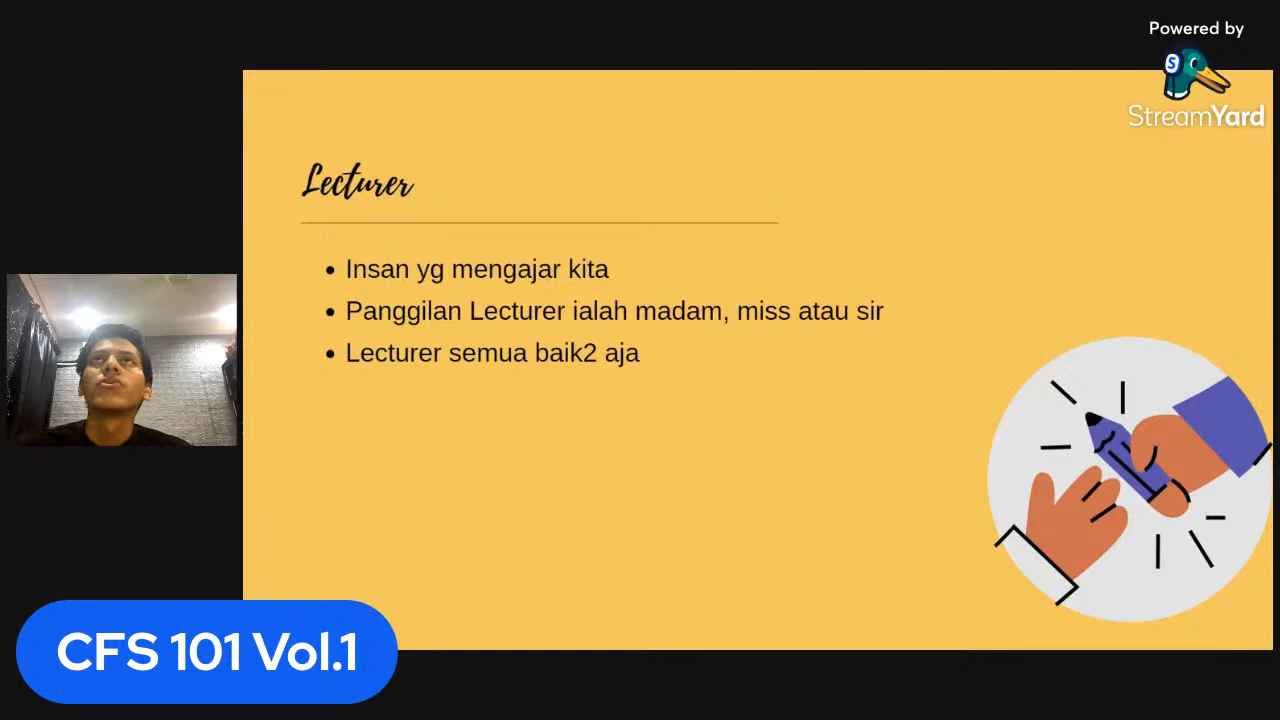 Powered by
StreamYard
Lecturer
• Insan yg mengajar kita
• Panggilan Lecturer ialah madam, miss atau sir
• Lecturer semua baik2 aja
CFS 101 Vol.1